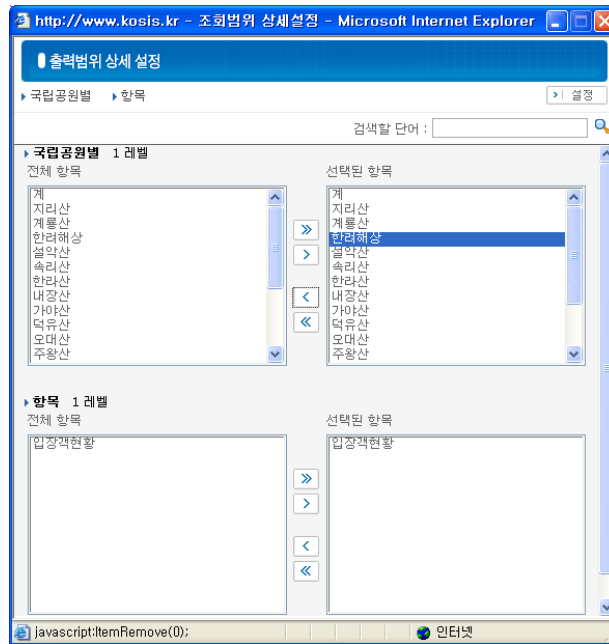 http://www.kosis.kr - 조회범위 상세설정 - Microsoft Internet Explorer
출력범위 상세 설정
국립공원별 항목 설정
검색할 단어 :
국립공원별 1 레벨
전체 항목 선택된 항목
계 계
지리산 지리산
계룡산 계룡산
한려해상 한려해상
설악산 설악산
속리산 속리산
한라산 한라산
내장산 내장산
가야산 가야산
덕유산 덕유산
오대산 오대산
주왕산 주왕산
항목 1 레벨
전체 항목 선택된 항목
입장객현황 입장객현황
javascript:ItemRemove(0); 인터넷